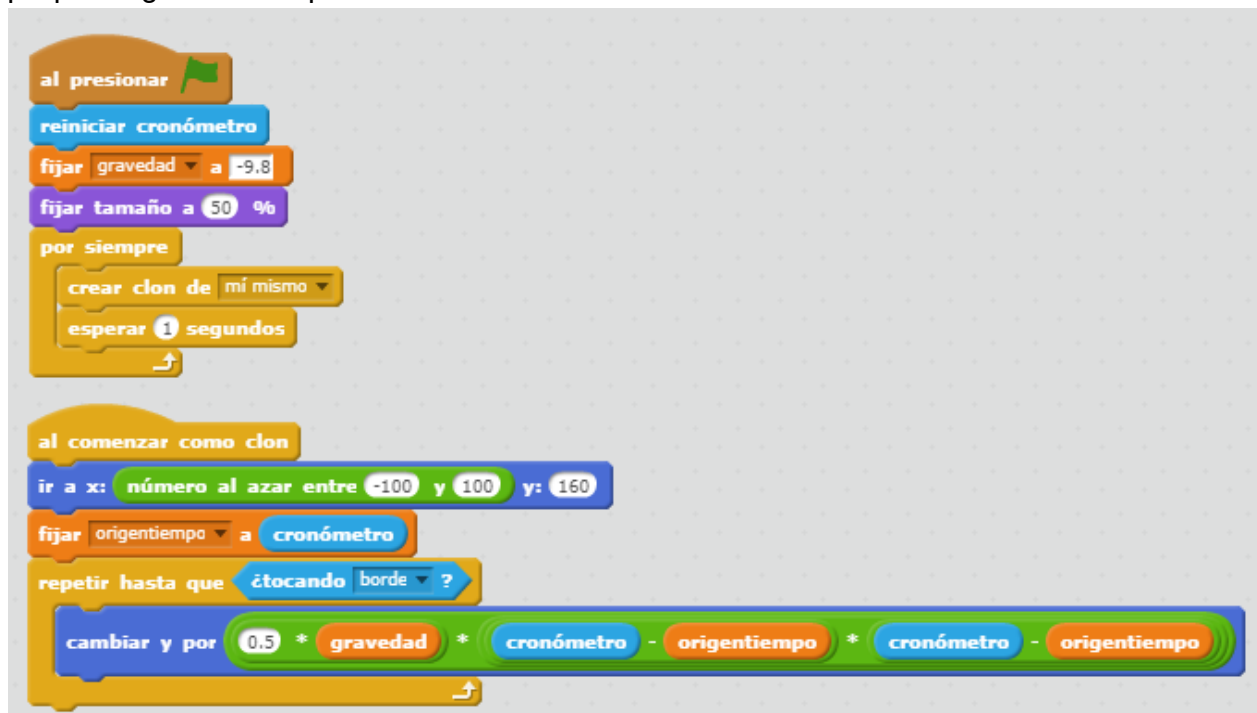 al presionar
reiniciar cronómetro
fijar gravedad a -9.8
fijar tamaño a 50 %
por siempre
crear clon de mí mismo
esperar 1 segundos
al comenzar como clon
ir a x: número al azar entre -100 y 100 y: 160
fijar origentiempo a cronómetro
repetir hasta que ¿tocando borde ?
cambiar y por 0.5 * gravedad * cronómetro - origentiempo * cronómetro - origentiempo